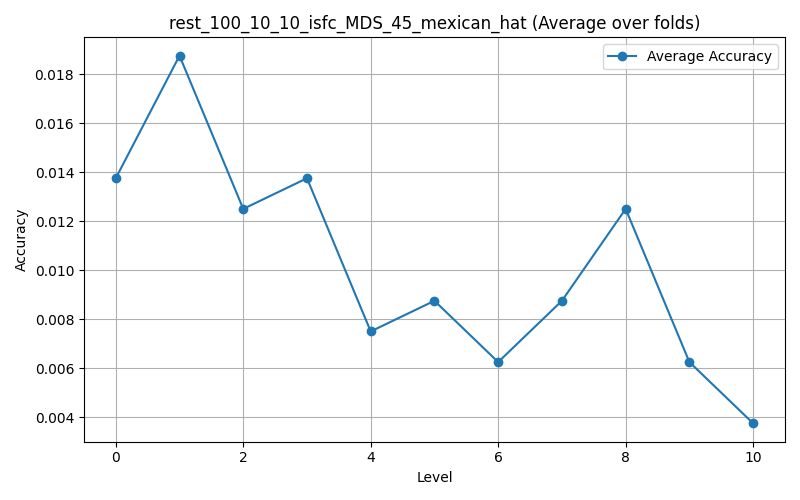 rest_100_10_10_isfc_MDS_45_mexican_hat (Average over folds)
Average Accuracy
0.018
0.016
0.014
0.012
0.010
0.008
0.006
0.004
Accuracy
0 2 4 6 8 10
Level